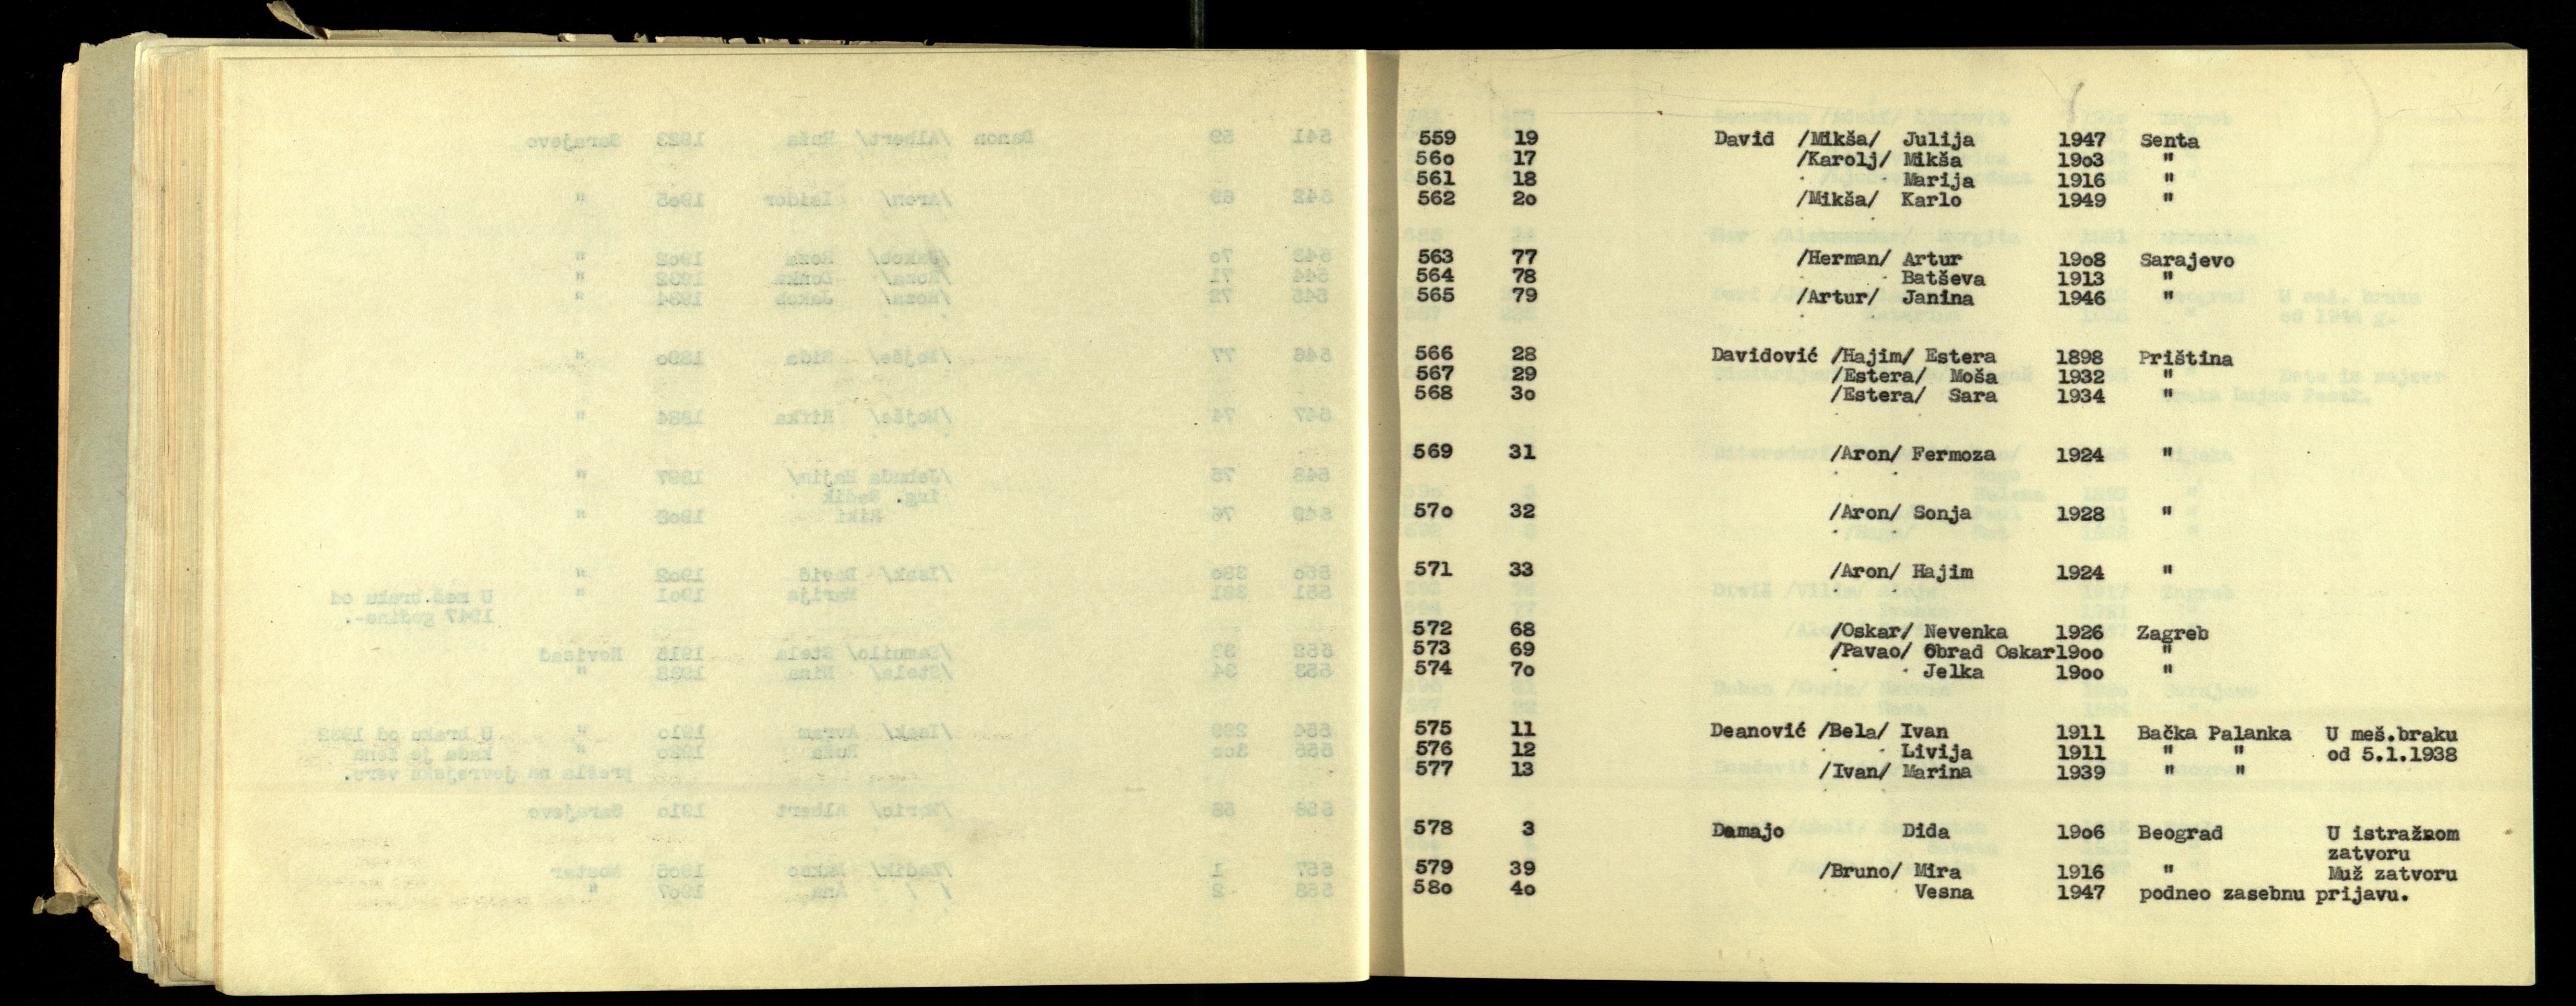 559 19 David /Mikša/ Julija 1947 Senta
56o 17 /Karolj/ Mikša 19o3 "
561 18 Marija 1916 "
562 2o /Mikša/ Karlo 1949 "
563 77 /Herman/ Artur 19o8 Sarajevo
564 78 Batševa 1913 "
565 79 /Artur/ Janina 1946 "
566 28 Davidović /Hajim/ Estera 1898 Priština
567 29 /Estera/ Moša 1932 "
568 3o /Estera/ Sara 1934 "
569 31 /Aron/ Fermoza 1924 "
57o 32 /Aron/ Sonja 1928 "
571 33 /Aron/ Hajim 1924 "
572 68 /Oskar/ Nevenka 1926 Zagreb
573 69 /Pavao/ Obrad Oskar19oo "
574 7o Jelka 19oo "
575 11 Deanović /Bela/ Ivan 1911 Bačka Palanka U meš.braku
576 12 Livija 1911 " " od 5.1.1938
577 13 /Ivan/ Marina 1939 " "
578 3 Damajo Dida 19o6 Beograd U istražnom
zatvoru
579 39 /Bruno/ Mira 1916 " Muž zatvoru
58o 4o Vesna 1947 podneo zasebnu prijavu.